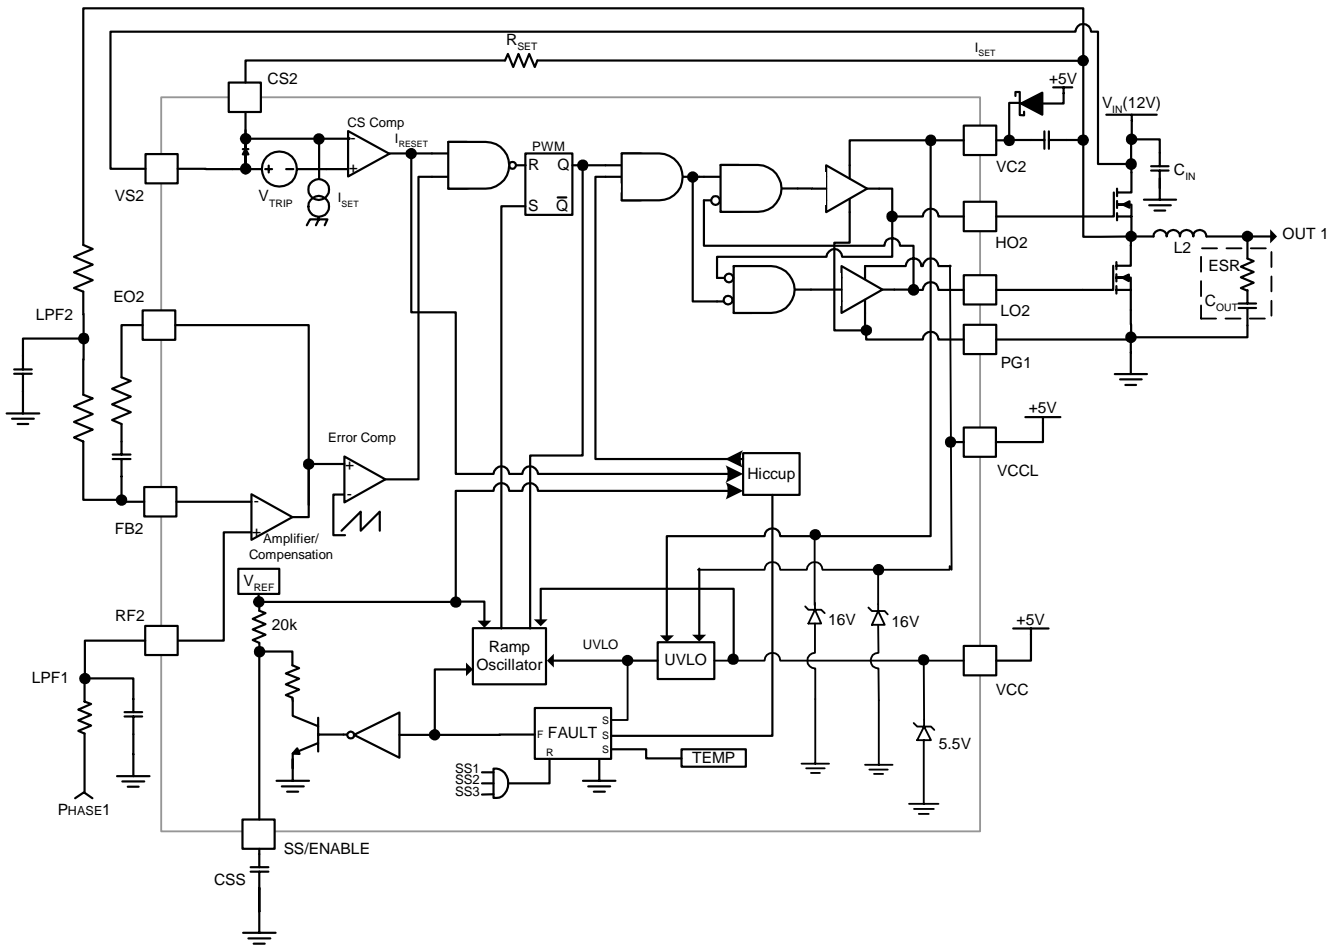 RSET
ISET
CS2
+5V
VIN(12V)
CS Comp
IRESET
PWM
VC2
CIN
-
+
+ -
VTRIP
ISET
R Q
S Q
VS2
HO2
OUT 1
L2
ESR
COUT
EO2
LPF2
LO2
PG1
+5V
Error Comp
+
-
Hiccup
VCCL
FB2
-
+
Amplifier/
Compensation
VREF
RF2
20k
16V
16V
+5V
Ramp
Oscillator
UVLO
UVLO
LPF1
VCC
S
F FAULT S
R S
5.5V
TEMP
SS1
SS2
SS3
PHASE1
SS/ENABLE
CSS